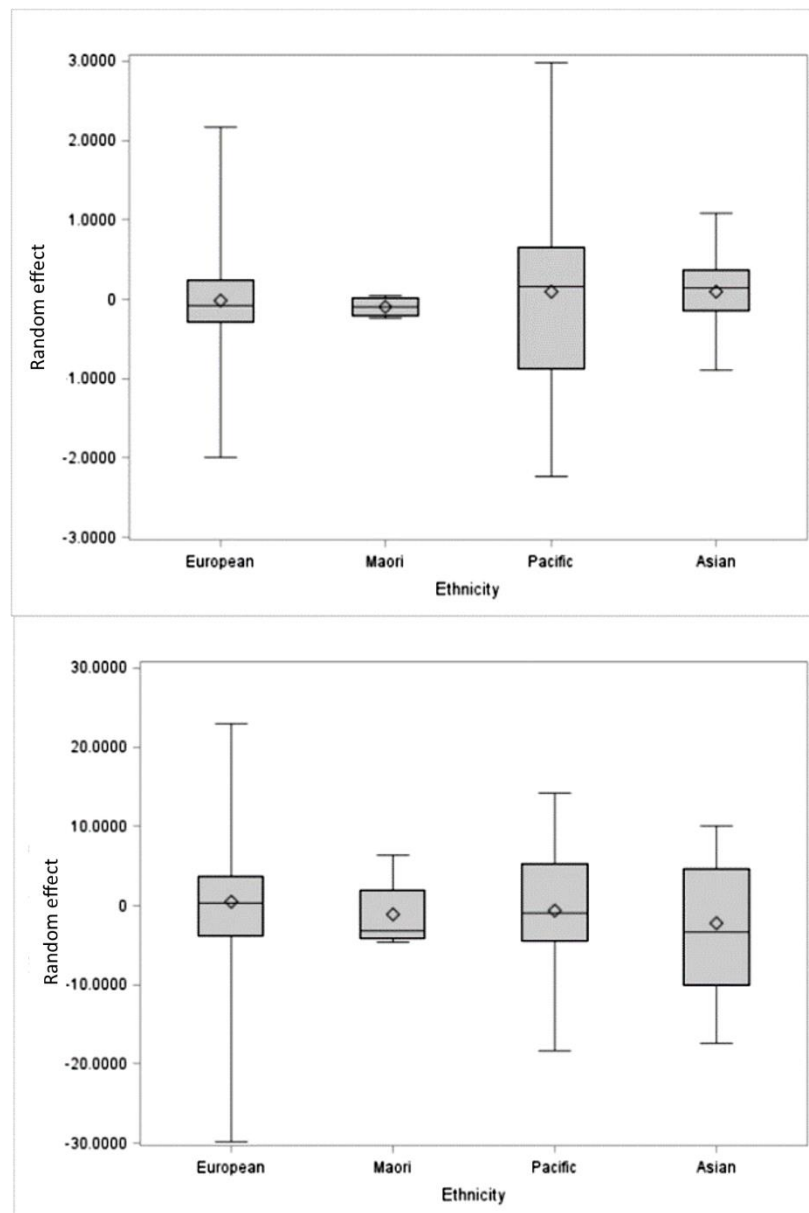 3.0000
2.0000
1.0000
0
-1.0000
-2.0000
-3.0000
Random effect
European Maori Pacific Asian
Ethnicity
30.0000
20.0000
10.0000
0
-10.0000
-20.0000
-30.0000
Random effect
European Maori Pacific Asian
Ethnicity